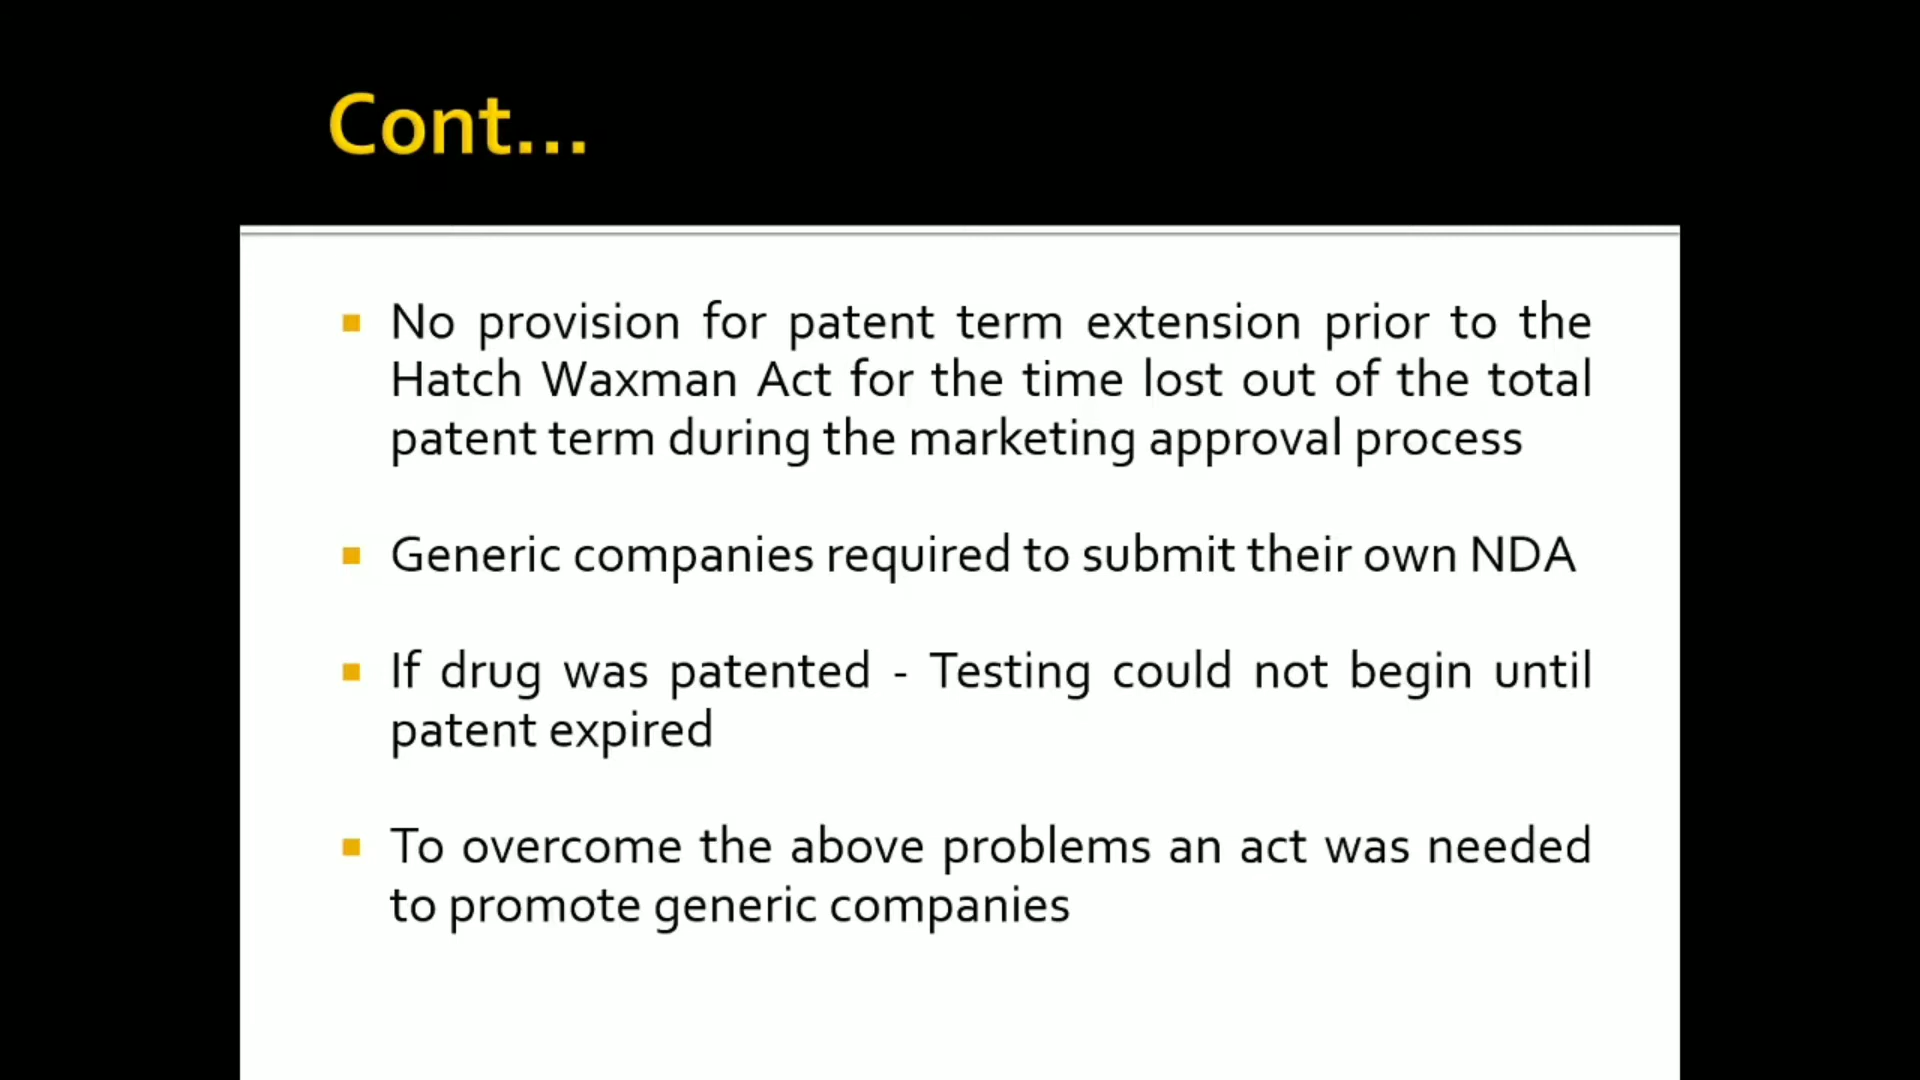 Cont...
No provision for patent term extension prior to the
Hatch Waxman Act for the time lost out of the total
patent term during the marketing approval process
Generic companies required to submit their own NDA
If drug was patented - Testing could not begin until
patent expired
To overcome the above problems an act was needed
to promote generic companies